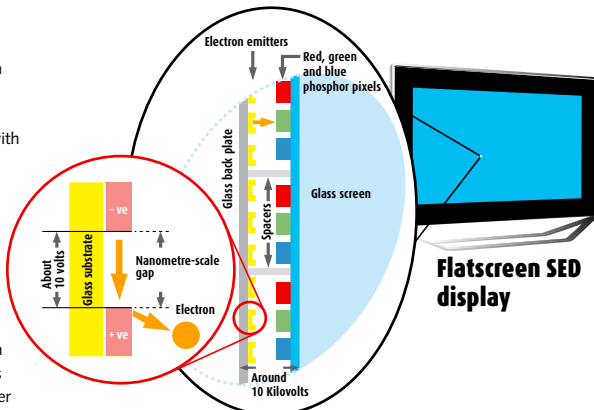 with
Electron emitters
Red, green
and blue
phosphor pixels
Glass back plate
Glass screen
Spacers
Around
10 Kilovolts
– ve
About
10 volts
Glass substrate
Nanometre-scale
gap
Electron
+ ve
Flatscreen SED
display